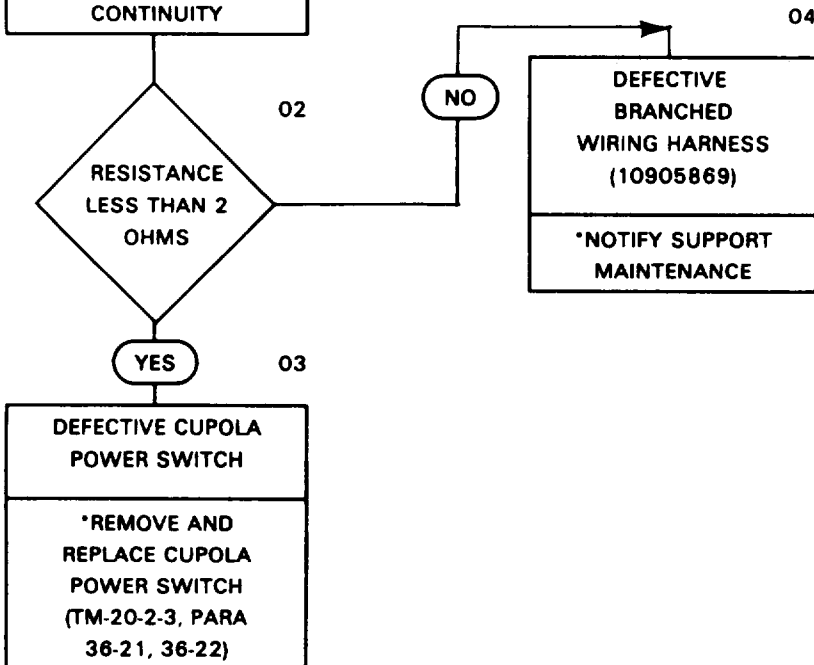 CONTINUITY
02
RESISTANCE
LESS THAN 2
OHMS
NO
04
DEFECTIVE
BRANCHED
WIRING HARNESS
(10905869)
*NOTIFY SUPPORT
MAINTENANCE
YES
03
DEFECTIVE CUPOLA
POWER SWITCH
*REMOVE AND
REPLACE CUPOLA
POWER SWITCH
(TM-20-2-3, PARA
36-21, 36-22)